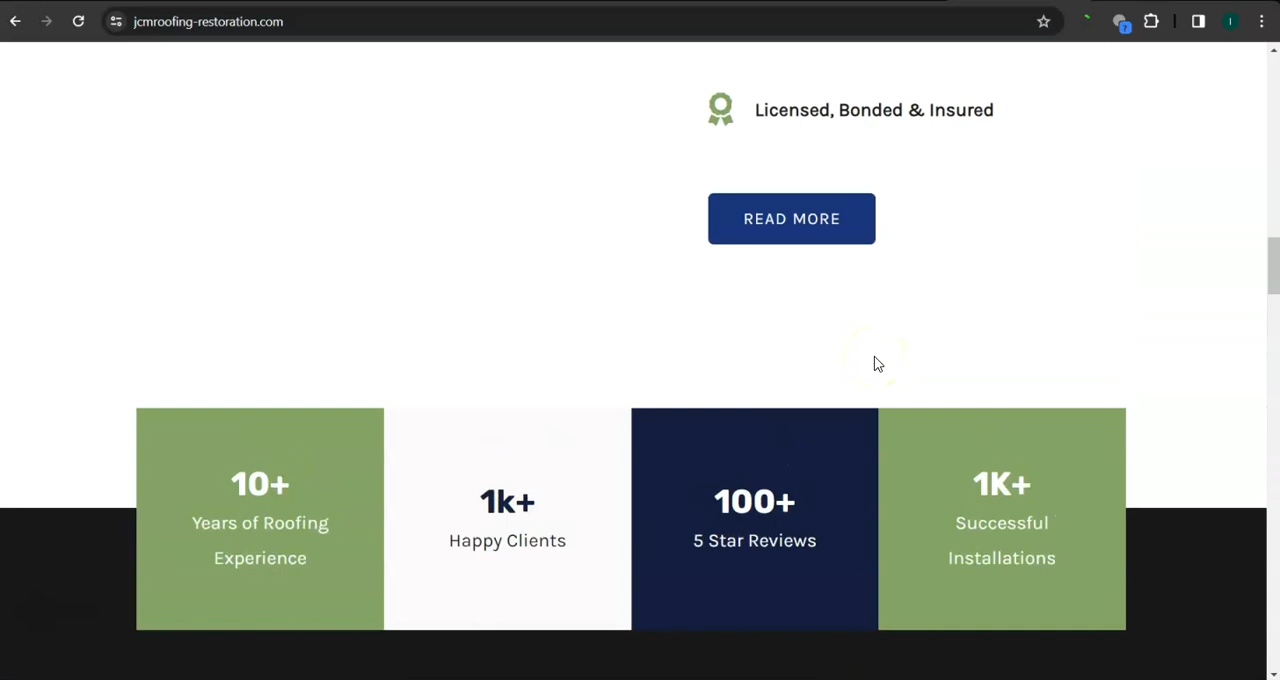 jcmroofing-restoration.com
7
I
Licensed, Bonded & Insured
READ MORE
10+
Years of Roofing
Experience
1k+
Happy Clients
100+
5 Star Reviews
1K+
Successful
Installations